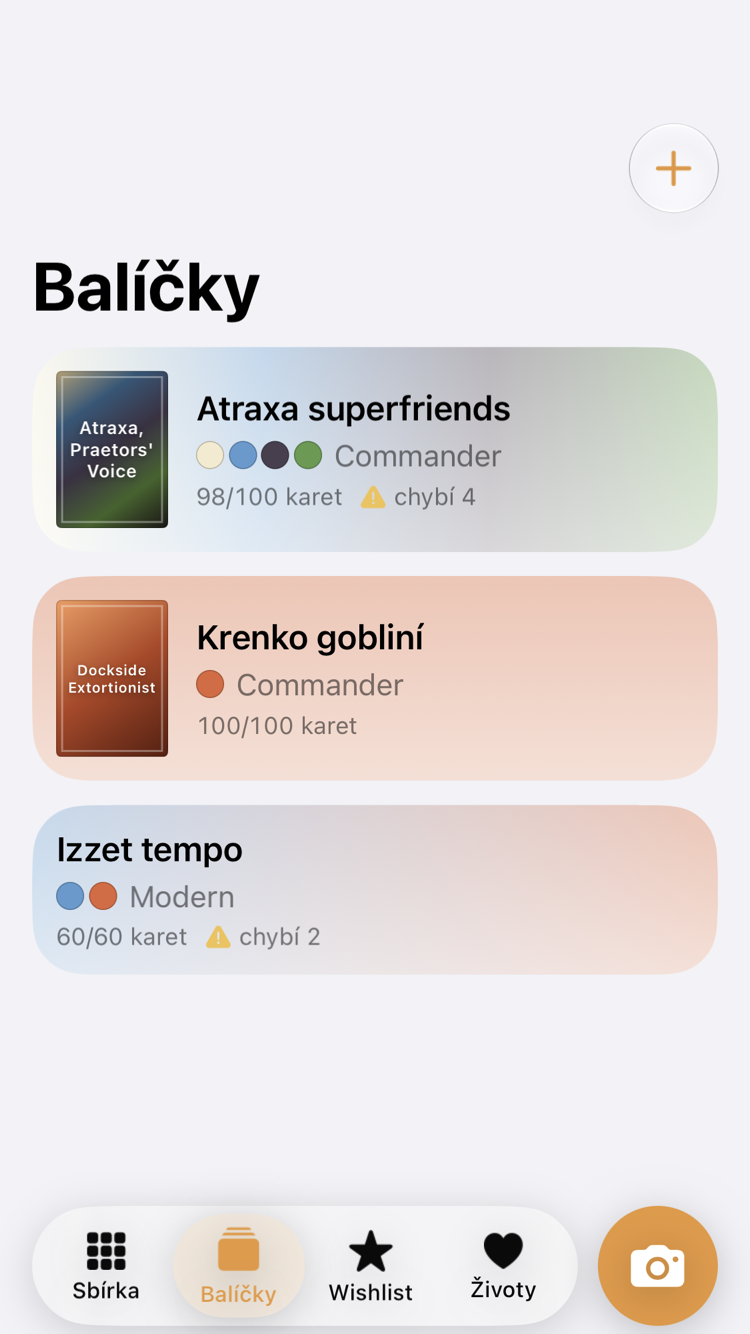 Balíčky
Atraxa,
Praetors'
Voice
Atraxa superfriends
Commander
98/100 karet chybí 4
Dockside
Extortionist
Krenko gobliní
Commander
100/100 karet
Izzet tempo
Modern
60/60 karet chybí 2
Sbírka
Balíčky
Wishlist
Životy